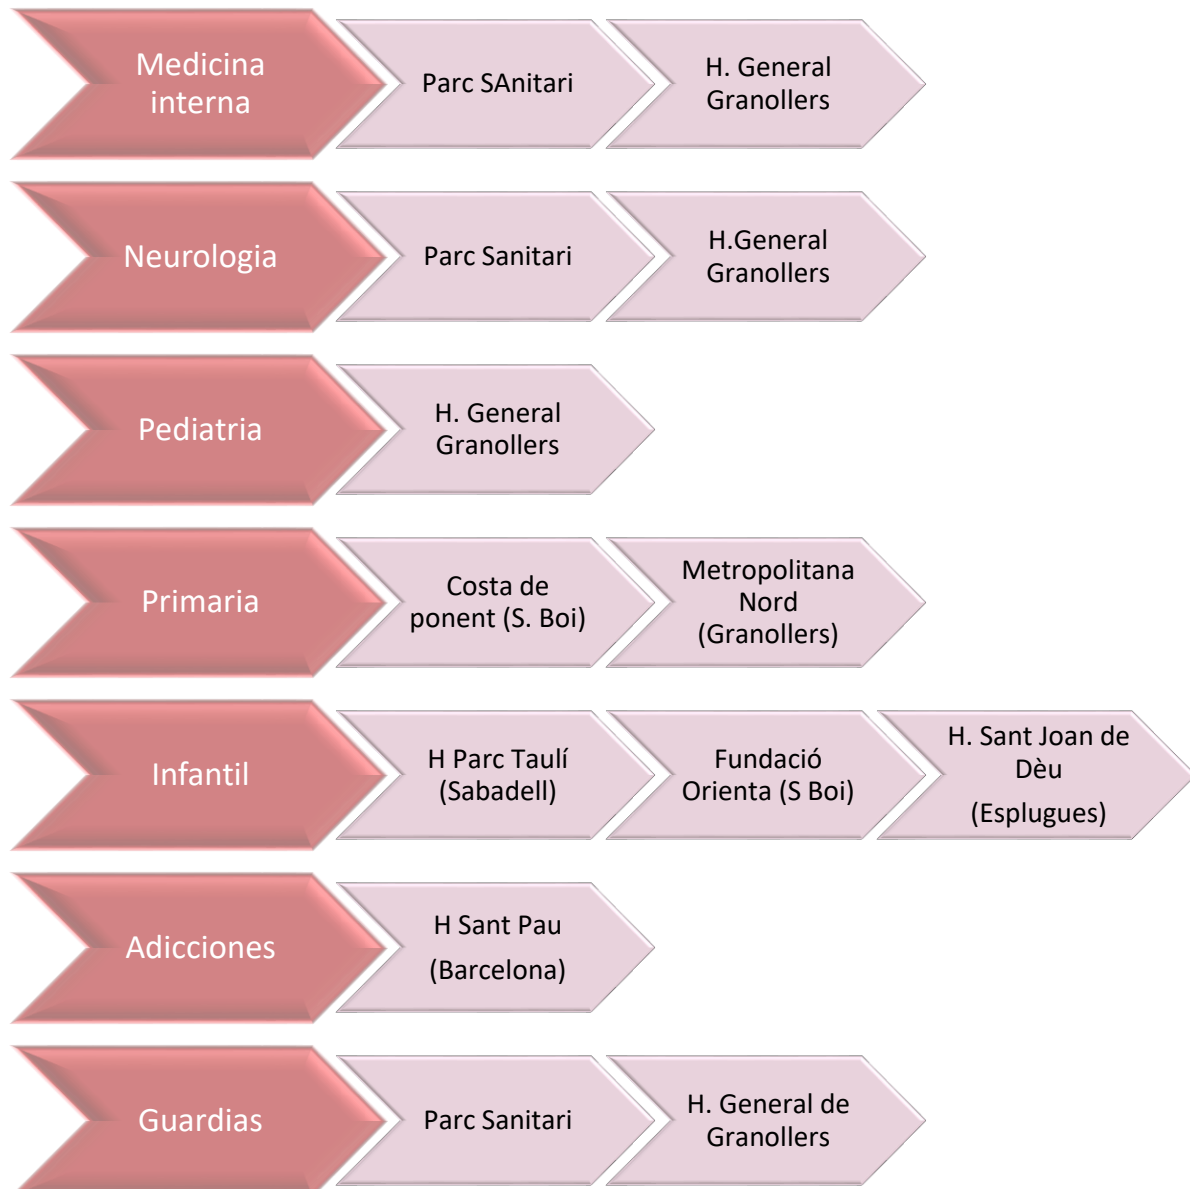 Medicina
interna
Parc SAnitari
H. General
Granollers
Neurologia
Parc Sanitari
H.General
Granollers
Pediatria
H. General
Granollers
Primaria
Costa de
ponent (S. Boi)
Metropolitana
Nord
(Granollers)
Infantil
H Parc Taulí
(Sabadell)
Fundació
Orienta (S Boi)
H. Sant Joan de
Dèu
(Esplugues)
Adicciones
H Sant Pau
(Barcelona)
Guardias
Parc Sanitari
H. General de
Granollers